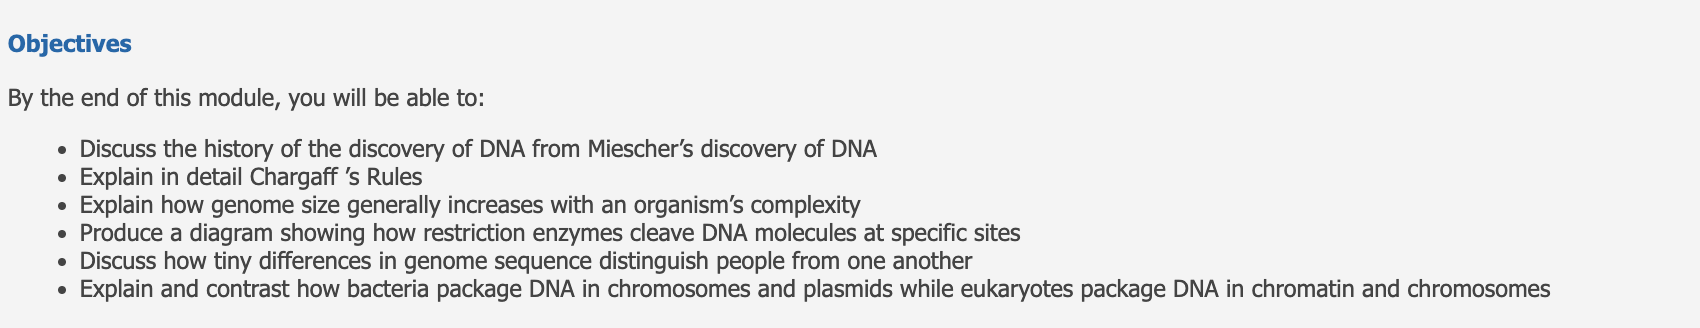 Objectives
By the end of this module, you will be able to:
• Discuss the history of the discovery of DNA from Miescher’s discovery of DNA
• Explain in detail Chargaff ’s Rules
• Explain how genome size generally increases with an organism’s complexity
• Produce a diagram showing how restriction enzymes cleave DNA molecules at specific sites
• Discuss how tiny differences in genome sequence distinguish people from one another
• Explain and contrast how bacteria package DNA in chromosomes and plasmids while eukaryotes package DNA in chromatin and chromosomes